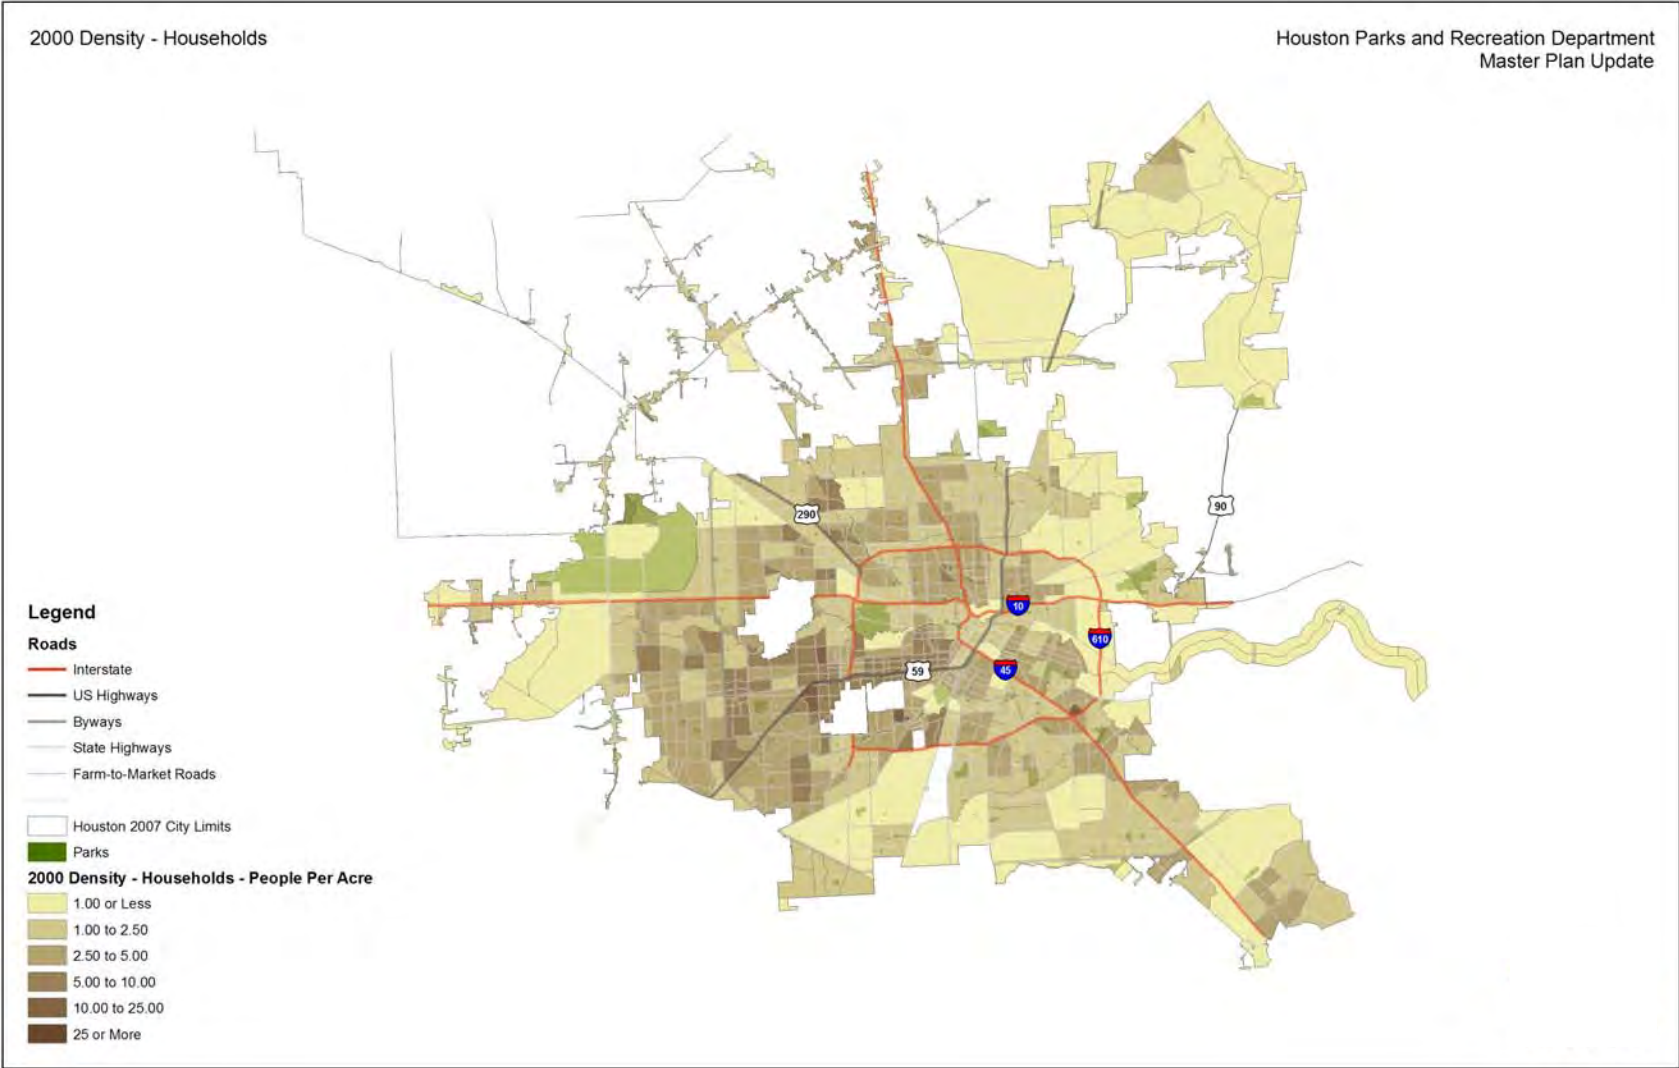 2000 Density - Households
Houston Parks and Recreation Department
Master Plan Update
290
90
10
610
59
45
Legend
Roads
Interstate
US Highways
Byways
State Highways
Farm-to-Market Roads
Houston 2007 City Limits
Parks
2000 Density - Households - People Per Acre
1.00 or Less
1.00 to 2.50
2.50 to 5.00
5.00 to 10.00
10.00 to 25.00
25 or More